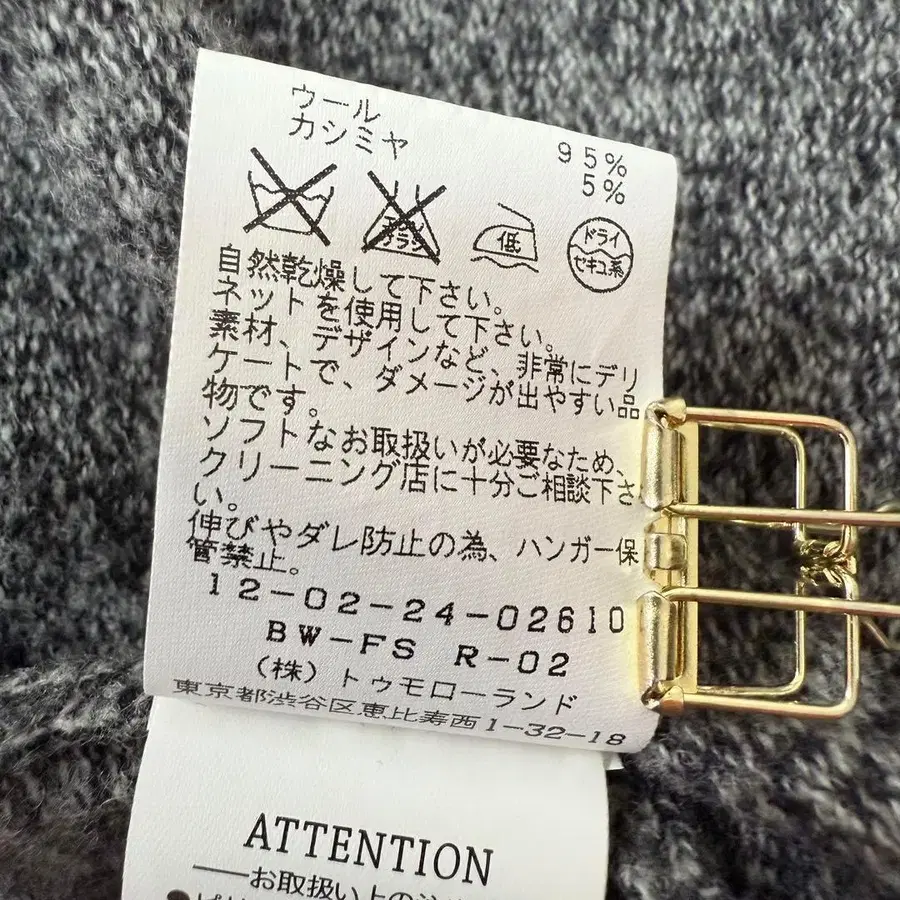 ウール 95%
カシミヤ 5%
エンソ サラシ
低
ドライ
セキユ系
自然乾燥して下さい。
ネットを使用して下さい。
素材、デザインなど、非常にデリ
ケートで、ダメージが出やすい品
物です。
ソフトなお取扱いが必要なため、
クリーニング店に十分ご相談下さ
い。
伸びやダレ防止の為、ハンガー保
管禁止。
12-02-24-02610
BW-FS R-02
(株)トゥモローランド
東京都渋谷区恵比寿西1-32-18
ATTENTION
お取扱い上の